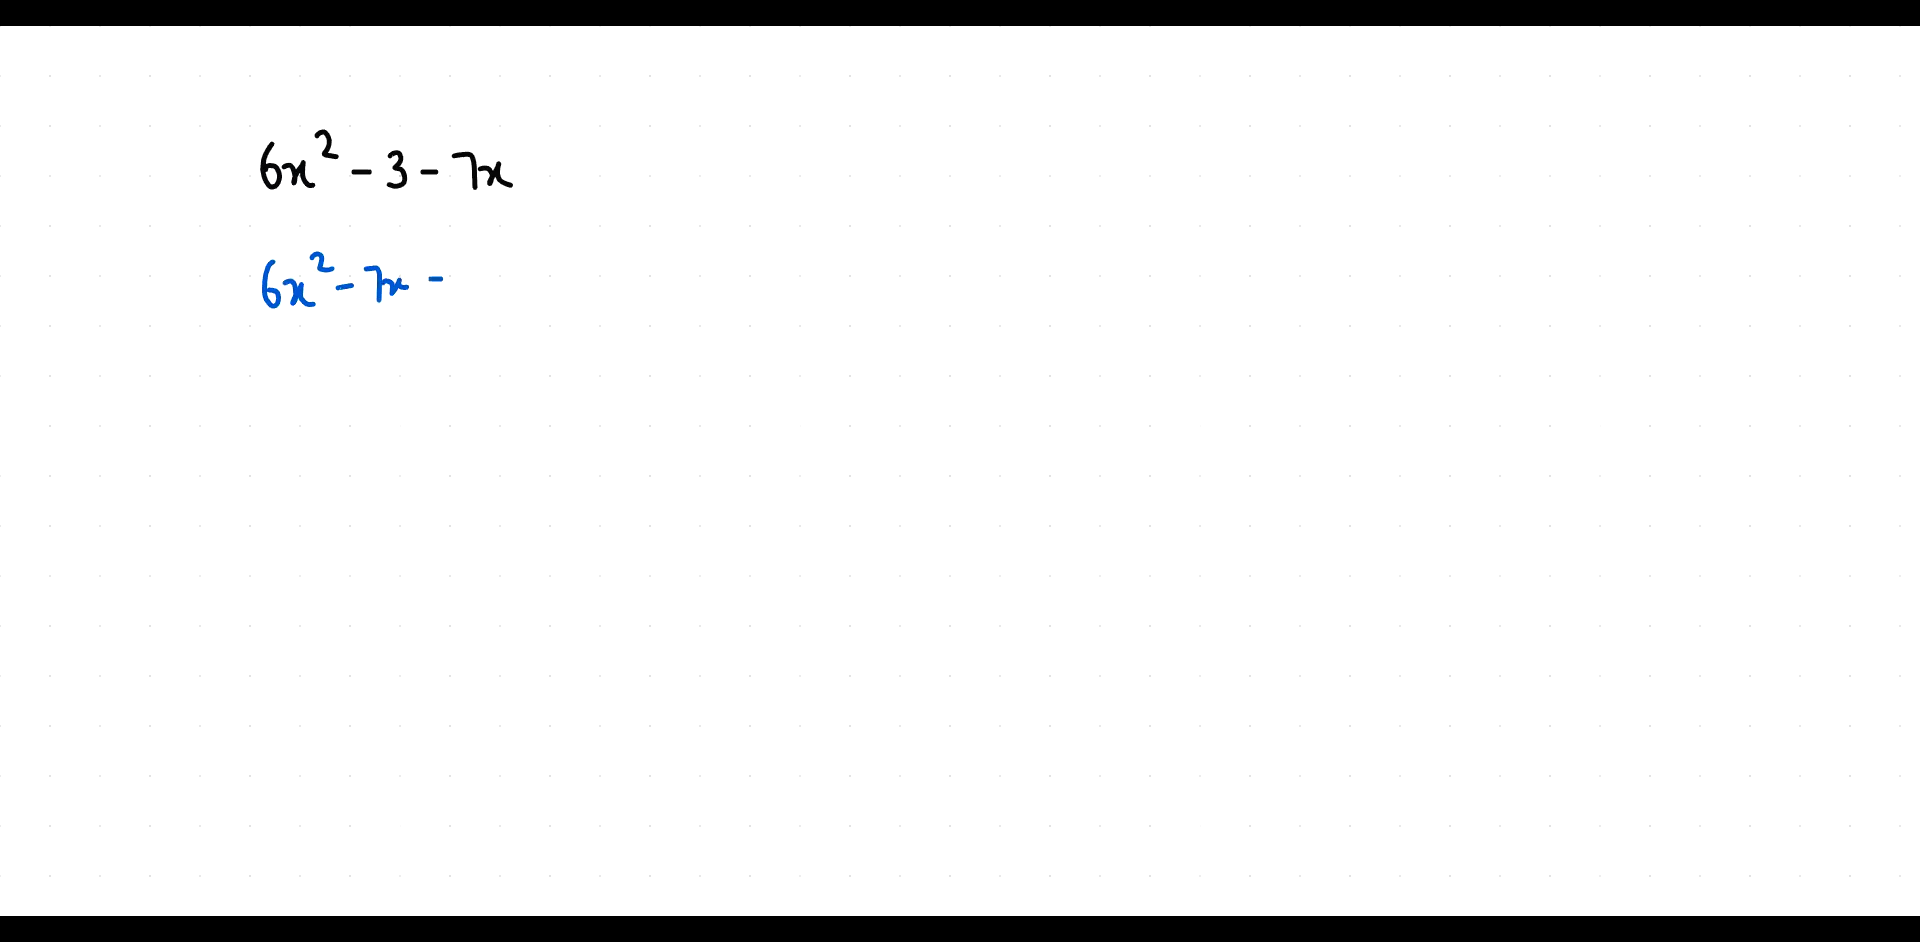 6x² - 3 - 7x
6x² - 7x -